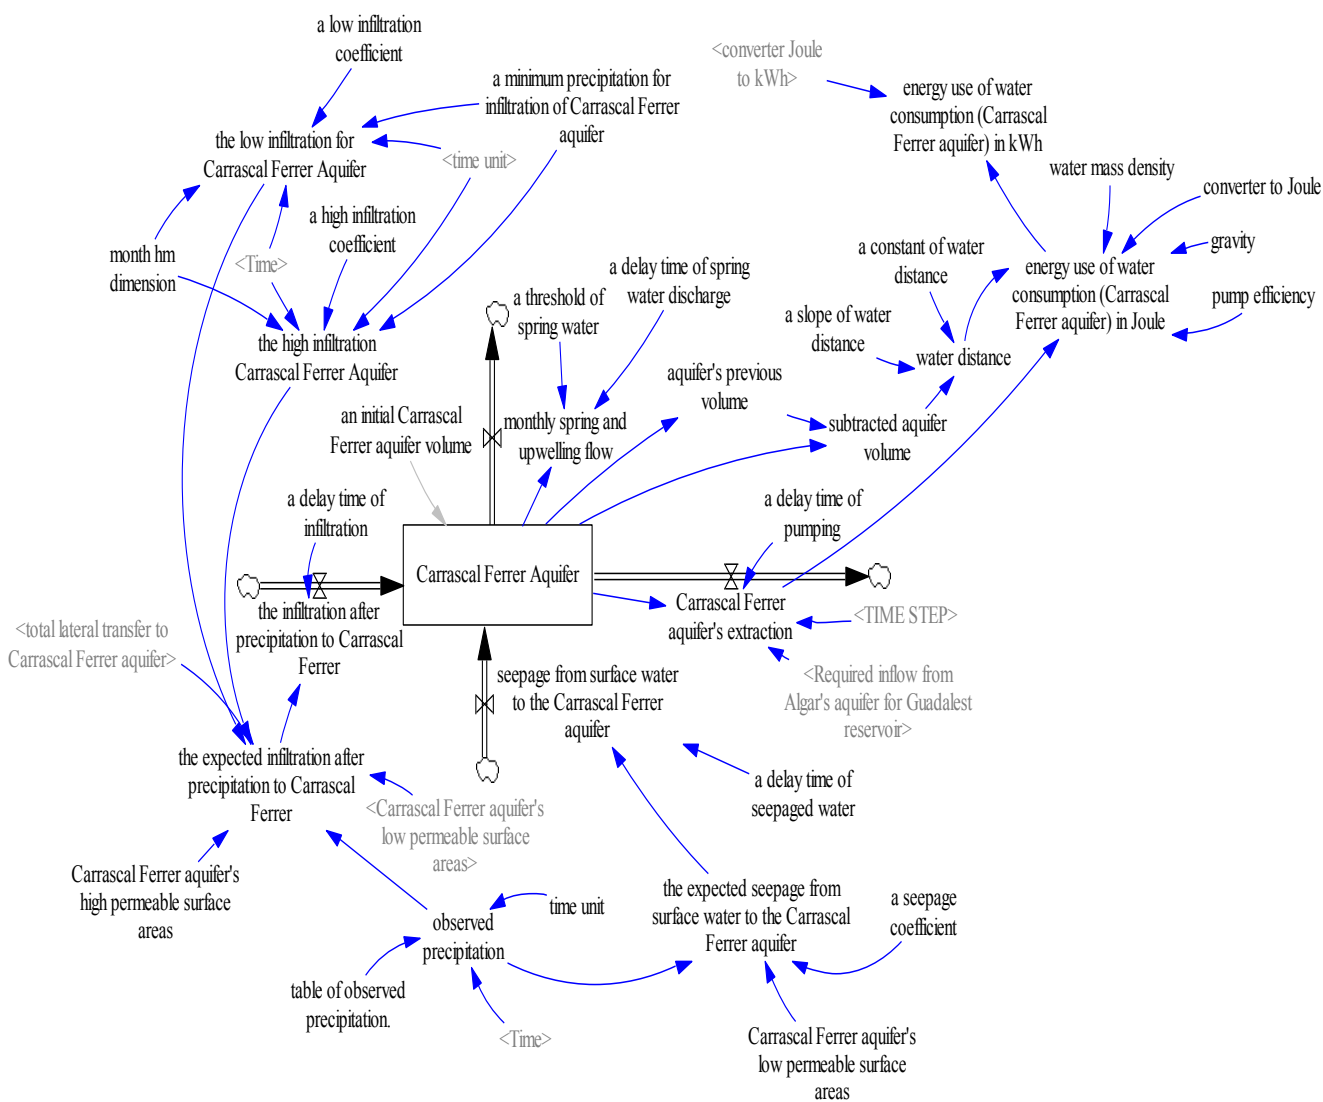 a low infiltration
coefficient
<converter Joule
to kWh>
a minimum precipitation for
infiltration of Carrascal Ferrer
aquifer
energy use of water
consumption (Carrascal
Ferrer aquifer) in kWh
the low infiltration for
Carrascal Ferrer Aquifer
<time unit>
water mass density
converter to Joule
a high infiltration
coefficient
month hm
dimension
<Time>
a delay time of spring
water discharge
a constant of water
distance
gravity
energy use of water
consumption (Carrascal
Ferrer aquifer) in Joule
pump efficiency
a threshold of
spring water
a slope of water
distance
the high infiltration
Carrascal Ferrer Aquifer
water distance
aquifer's previous
volume
an initial Carrascal
Ferrer aquifer volume
monthly spring and
upwelling flow
subtracted aquifer
volume
a delay time of
infiltration
a delay time of
pumping
Carrascal Ferrer Aquifer
the infiltration after
precipitation to Carrascal
Ferrer
Carrascal Ferrer
aquifer's extraction
<TIME STEP>
<total lateral transfer to
Carrascal Ferrer aquifer>
seepage from surface water
to the Carrascal Ferrer
aquifer
<Required inflow from
Algar's aquifer for Guadalest
reservoir>
the expected infiltration after
precipitation to Carrascal
Ferrer
a delay time of
seepaged water
<Carrascal Ferrer aquifer's
low permeable surface
areas>
Carrascal Ferrer aquifer's
high permeable surface
areas
time unit
observed
precipitation
the expected seepage from
surface water to the Carrascal
Ferrer aquifer
a seepage
coefficient
table of observed
precipitation.
<Time>
Carrascal Ferrer aquifer's
low permeable surface
areas